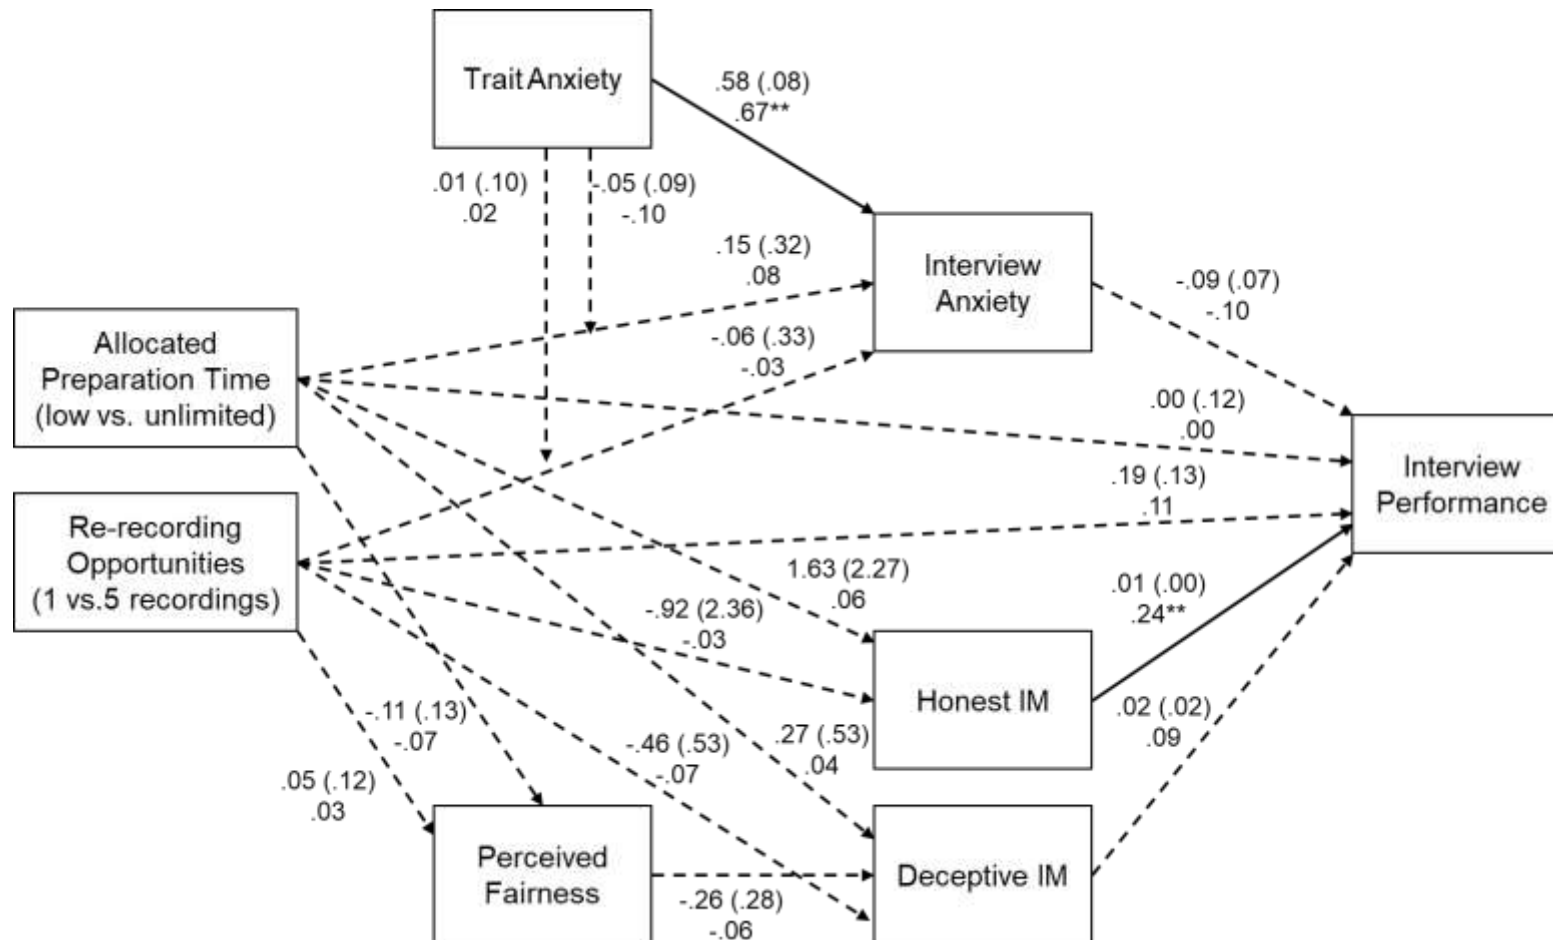 Trait Anxiety
.58 (.08)
.67**
.01 (.10)
.02
-.05 (.09)
-.10
.15 (.32)
.08
Interview
Anxiety
-.09 (.07)
-.10
Allocated
Preparation Time
(low vs. unlimited)
-.06 (.33)
-.03
.00 (.12)
.00
Interview
Performance
.19 (.13)
.11
Re-recording
Opportunities
(1 vs.5 recordings)
1.63 (2.27)
.06
-.92 (2.36)
-.03
.01 (.00)
.24**
Honest IM
-.11 (.13)
-.07
-.46 (.53)
-.07
.27 (.53)
.04
.02 (.02)
.09
.05 (.12)
.03
Perceived
Fairness
-.26 (.28)
-.06
Deceptive IM